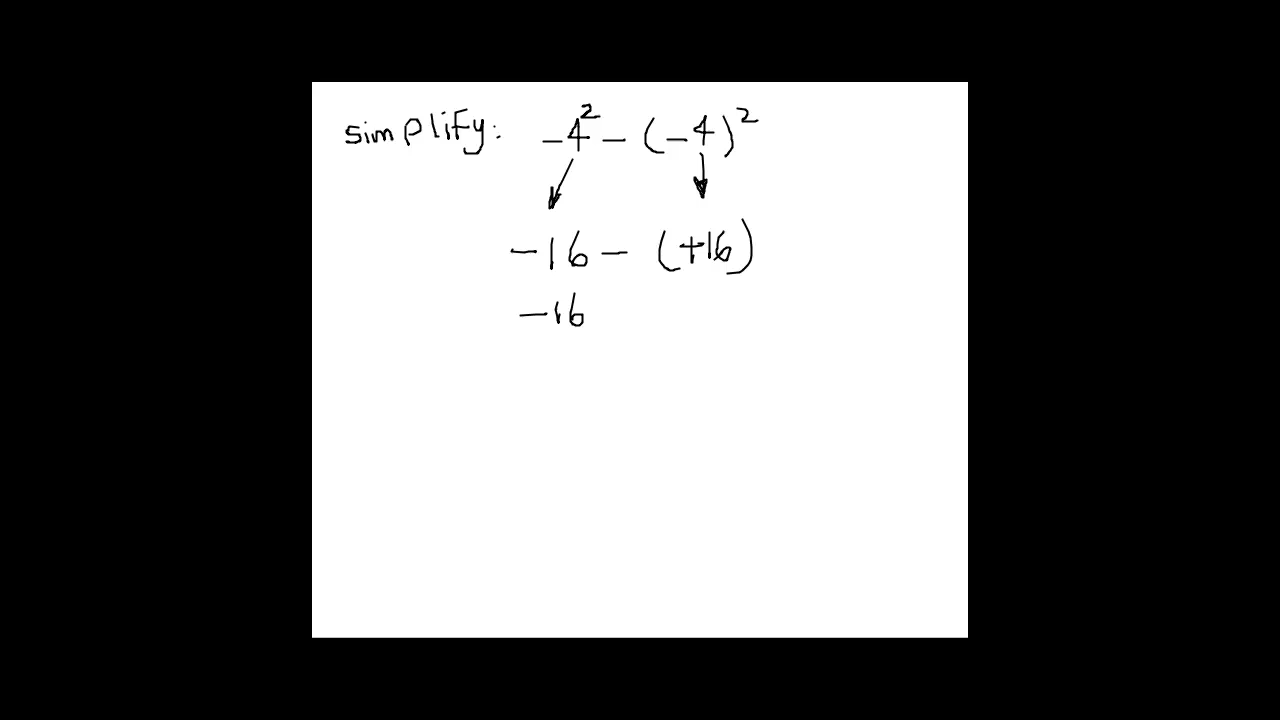 simplify: -4² - (-4)²
-16 - (+16)
-16